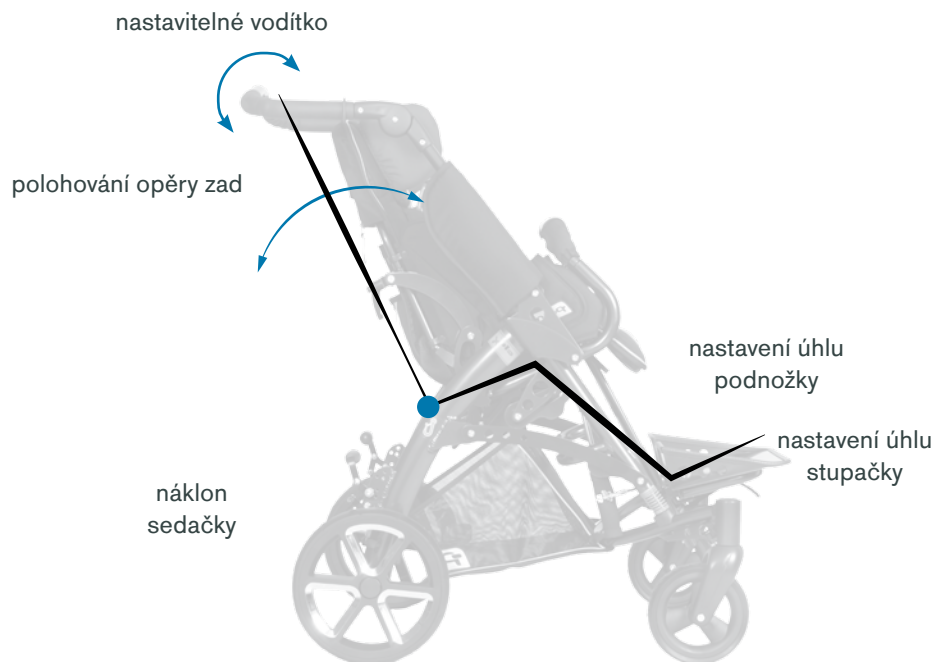 nastavitelné vodítko
polohování opěry zad
nastavení úhlu
podnožky
nastavení úhlu
stupačky
náklon
sedačky